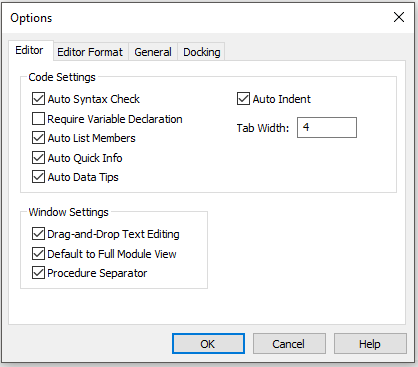 Options
Editor
Editor Format
General
Docking
Code Settings
Auto Syntax Check
Auto Indent
Require Variable Declaration
Tab Width: 4
Auto List Members
Auto Quick Info
Auto Data Tips
Window Settings
Drag-and-Drop Text Editing
Default to Full Module View
Procedure Separator
OK
Cancel
Help